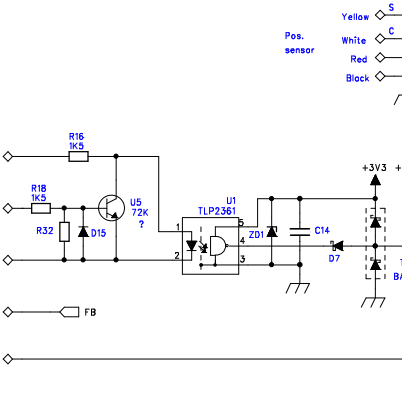 S
Yellow
Pos.
sensor
C
White
Red
Black
R16
1K5
+3V3
+
R18
1K5
U5
72K
?
U1
TLP2361
R32
D15
1
2
5
4
3
ZD1
C14
D7
T
BA
FB